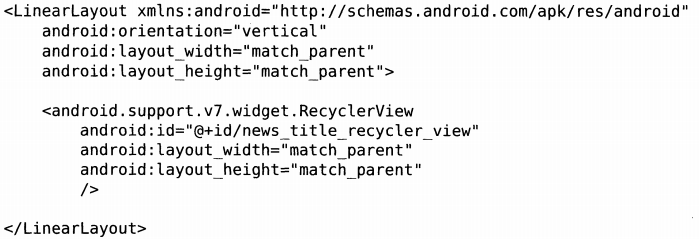 <LinearLayout xmlns:android="http://schemas.android.com/apk/res/android"
    android:orientation="vertical"
    android:layout_width="match_parent"
    android:layout_height="match_parent">

    <android.support.v7.widget.RecyclerView
        android:id="@+id/news_title_recycler_view"
        android:layout_width="match_parent"
        android:layout_height="match_parent"
        />

</LinearLayout>